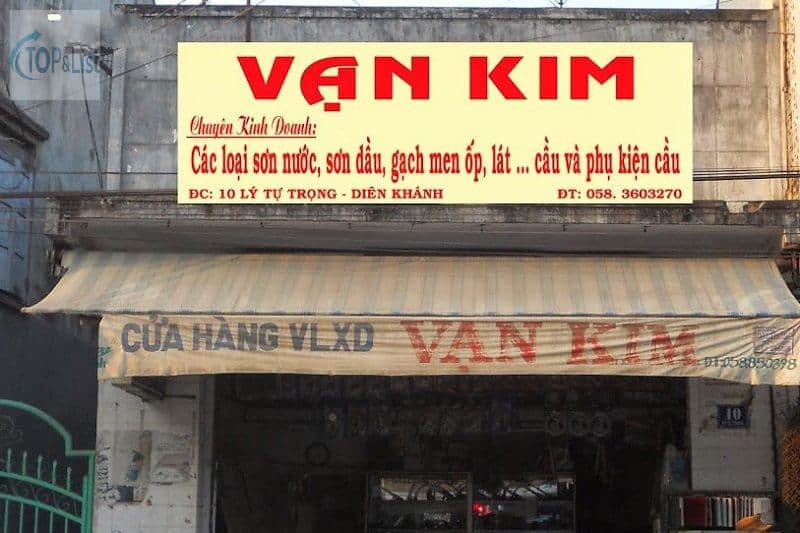 TOP&LIST
VẠN KIM
Chuyên Kinh Doanh:
Các loại sơn nước, sơn dầu, gạch men ốp, lát ... cầu và phụ kiện cầu
ĐC: 10 LÝ TỰ TRỌNG - DIÊN KHÁNH ĐT: 058. 3603270
CỬA HÀNG VLXD VẠN KIM ĐT:058850398
10